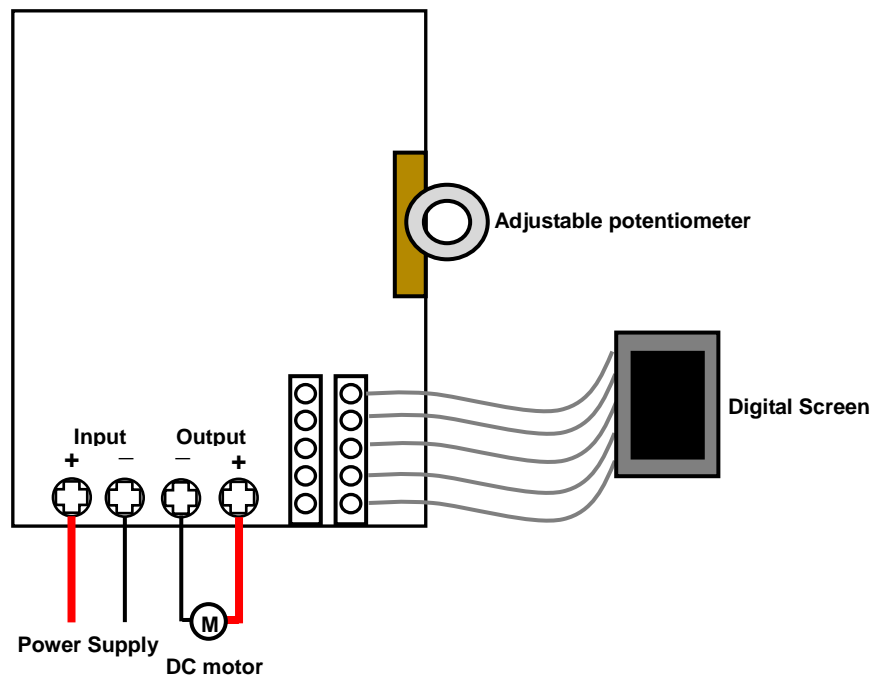 Adjustable potentiometer
Digital Screen
Input Output
+ − − +
M
Power Supply
DC motor